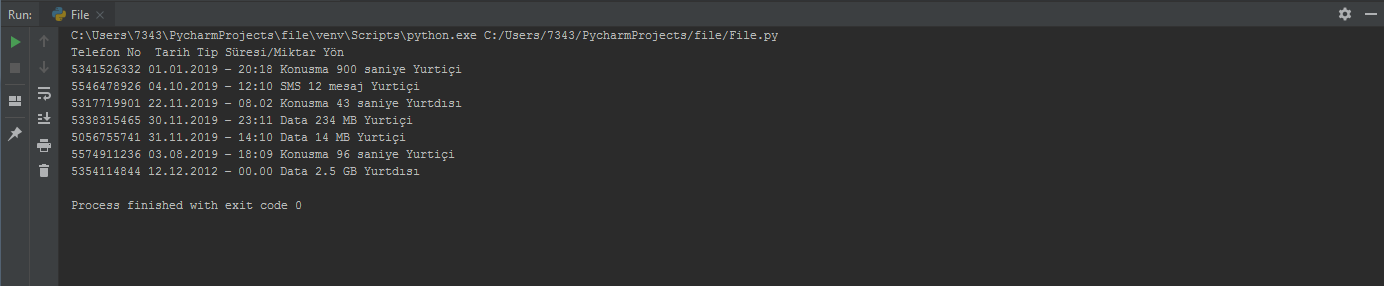 Run: File
C:\Users\7343\PycharmProjects\file\venv\Scripts\python.exe C:/Users/7343/PycharmProjects/file/File.py
Telefon No  Tarih Tip Süresi/Miktar Yön
5341526332 01.01.2019 – 20:18 Konusma 900 saniye Yurtiçi
5546478926 04.10.2019 – 12:10 SMS 12 mesaj Yurtiçi
5317719901 22.11.2019 – 08.02 Konusma 43 saniye Yurtdısı
5338315465 30.11.2019 – 23:11 Data 234 MB Yurtiçi
5056755741 31.11.2019 – 14:10 Data 14 MB Yurtiçi
5574911236 03.08.2019 – 18:09 Konusma 96 saniye Yurtiçi
5354114844 12.12.2012 – 00.00 Data 2.5 GB Yurtdısı
Process finished with exit code 0